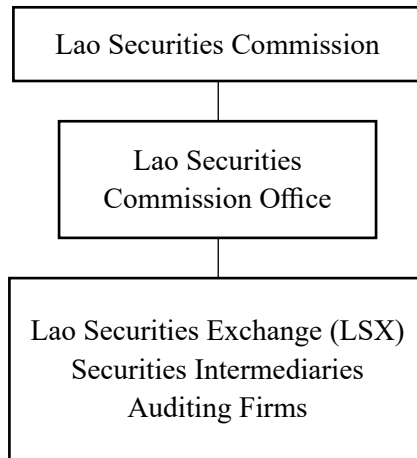 Lao Securities Commission
Lao Securities
Commission Office
Lao Securities Exchange (LSX)
Securities Intermediaries
Auditing Firms